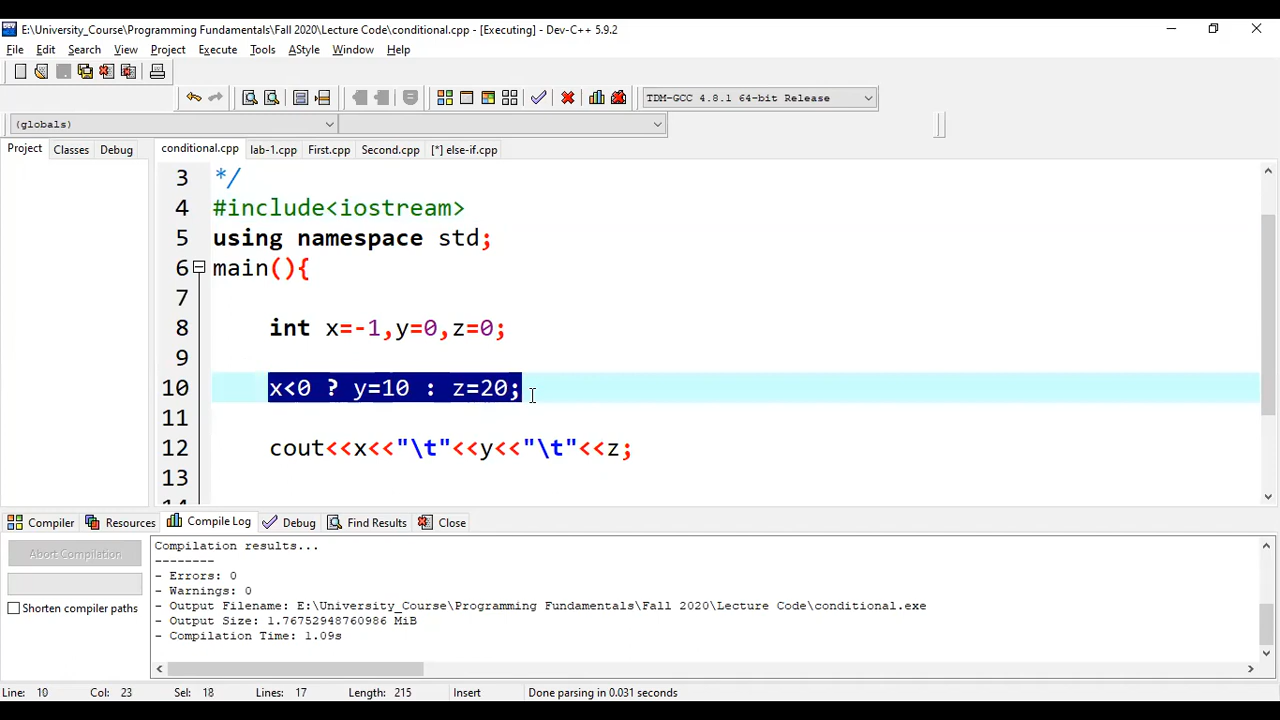 E:\University_Course\Programming Fundamentals\Fall 2020\Lecture Code\conditional.cpp - [Executing] - Dev-C++ 5.9.2
File Edit Search View Project Execute Tools AStyle Window Help
TDM-GCC 4.8.1 64-bit Release
(globals)
Project Classes Debug conditional.cpp lab-1.cpp First.cpp Second.cpp [*] else-if.cpp
3 */
4 #include<iostream>
5 using namespace std;
6 main(){
7
8 int x=-1,y=0,z=0;
9
10 x<0 ? y=10 : z=20;
11
12 cout<<x<<"\t"<<y<<"\t"<<z;
13
Compiler Resources Compile Log Debug Find Results Close
Abort Compilation
Shorten compiler paths
Compilation results...
--------
- Errors: 0
- Warnings: 0
- Output Filename: E:\University_Course\Programming Fundamentals\Fall 2020\Lecture Code\conditional.exe
- Output Size: 1.76752948760986 MiB
- Compilation Time: 1.09s
Line: 10 Col: 23 Sel: 18 Lines: 17 Length: 215 Insert Done parsing in 0.031 seconds